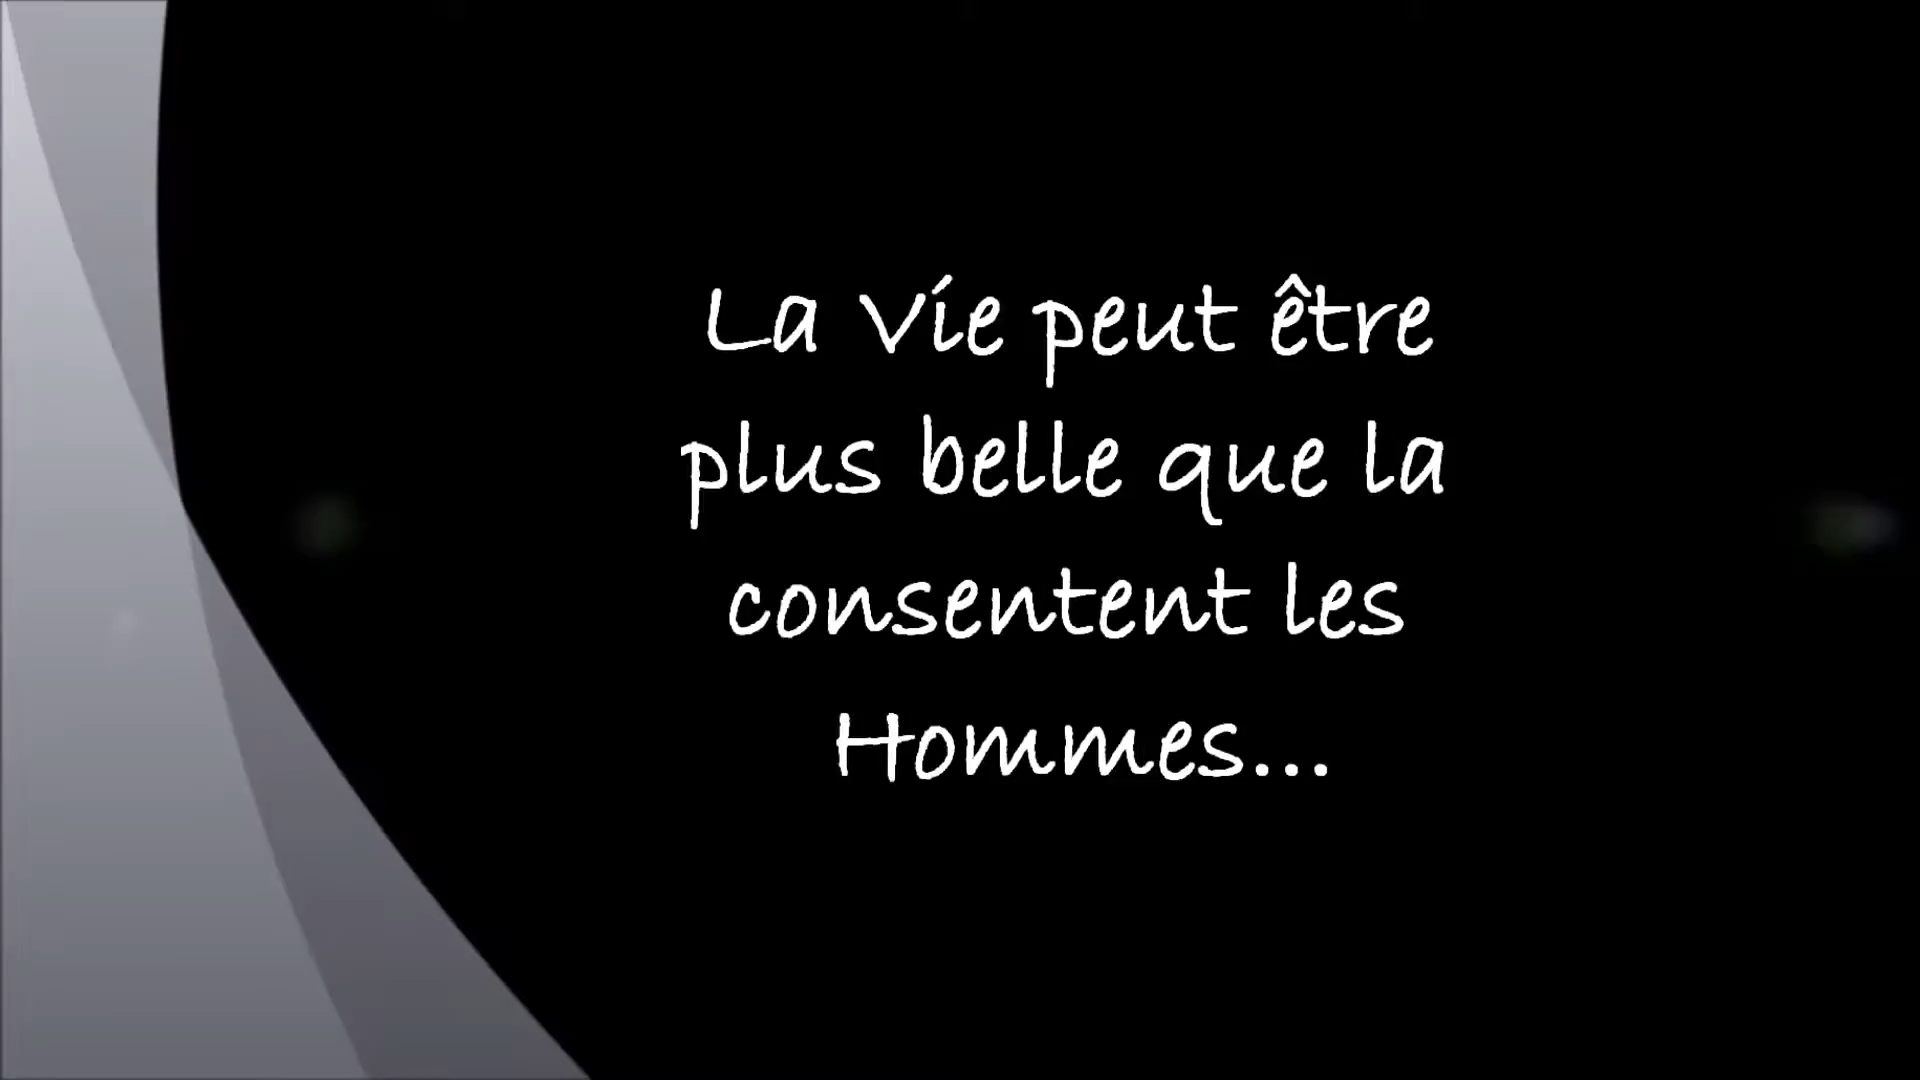 La Vie peut être
plus belle que la
consentent les
Hommes...